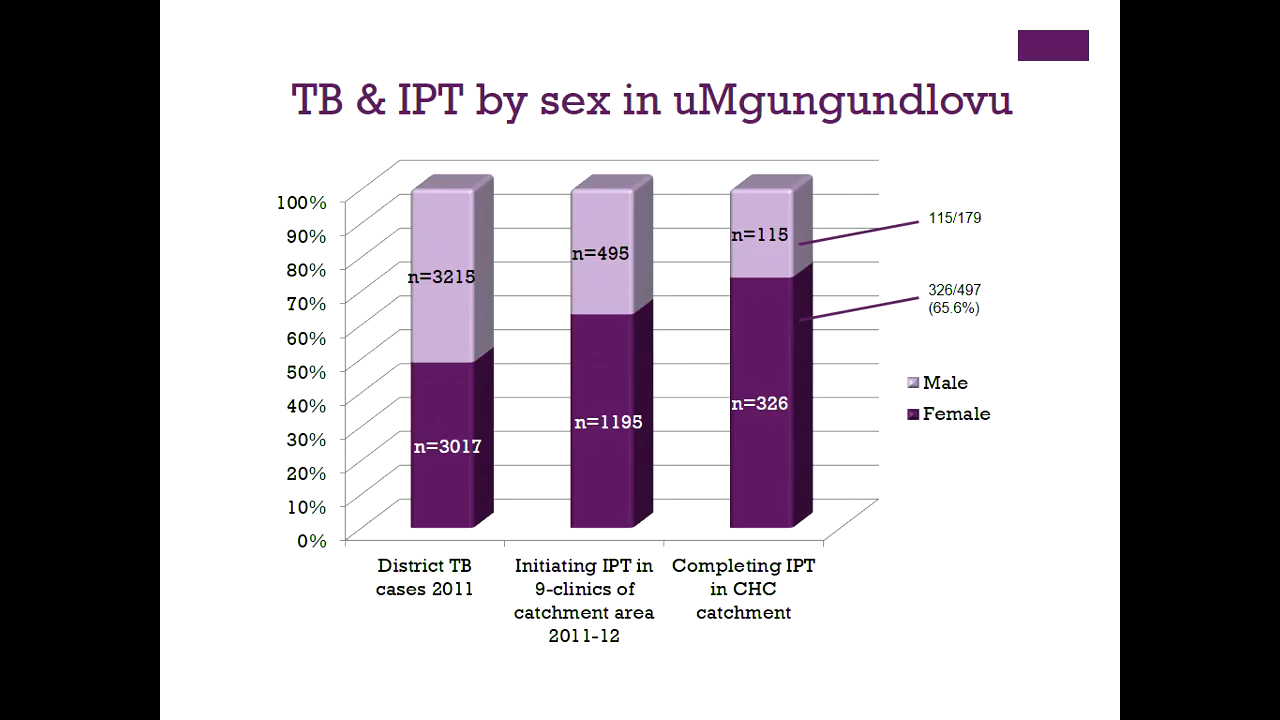 TB & IPT by sex in uMgungundlovu
100%
90%
80%
70%
60%
50%
40%
30%
20%
10%
0%
n=3215
n=3017
n=495
n=1195
n=115
n=326
115/179
326/497
(65.6%)
Male
Female
District TB
cases 2011
Initiating IPT in
9-clinics of
catchment area
2011-12
Completing IPT
in CHC
catchment